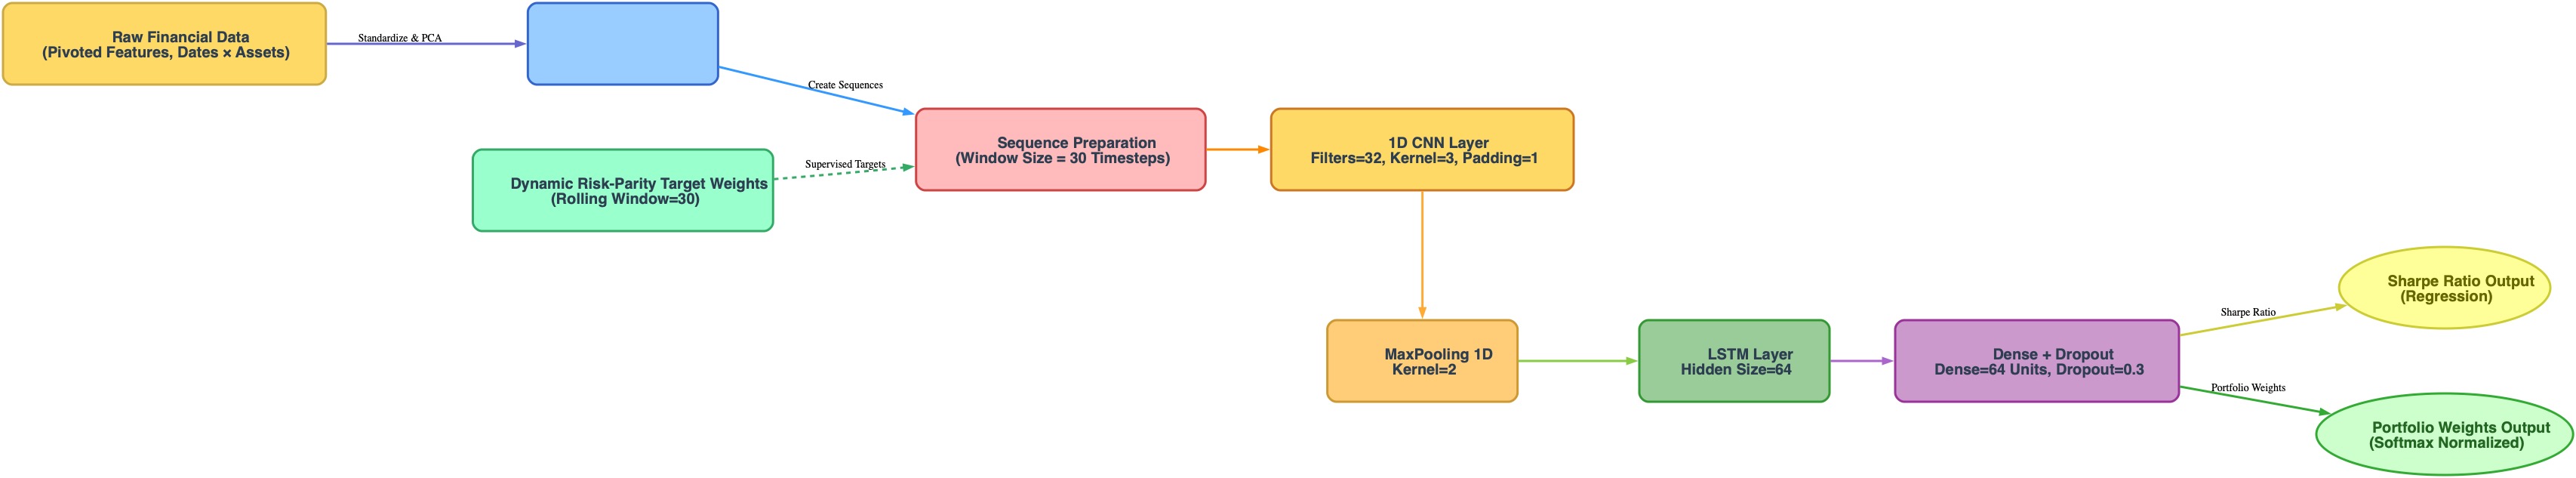 Raw Financial Data
(Pivoted Features, Dates × Assets)
Standardize & PCA
Create Sequences
Dynamic Risk-Parity Target Weights
(Rolling Window=30)
Supervised Targets
Sequence Preparation
(Window Size = 30 Timesteps)
1D CNN Layer
Filters=32, Kernel=3, Padding=1
MaxPooling 1D
Kernel=2
LSTM Layer
Hidden Size=64
Dense + Dropout
Dense=64 Units, Dropout=0.3
Sharpe Ratio
Sharpe Ratio Output
(Regression)
Portfolio Weights
Portfolio Weights Output
(Softmax Normalized)